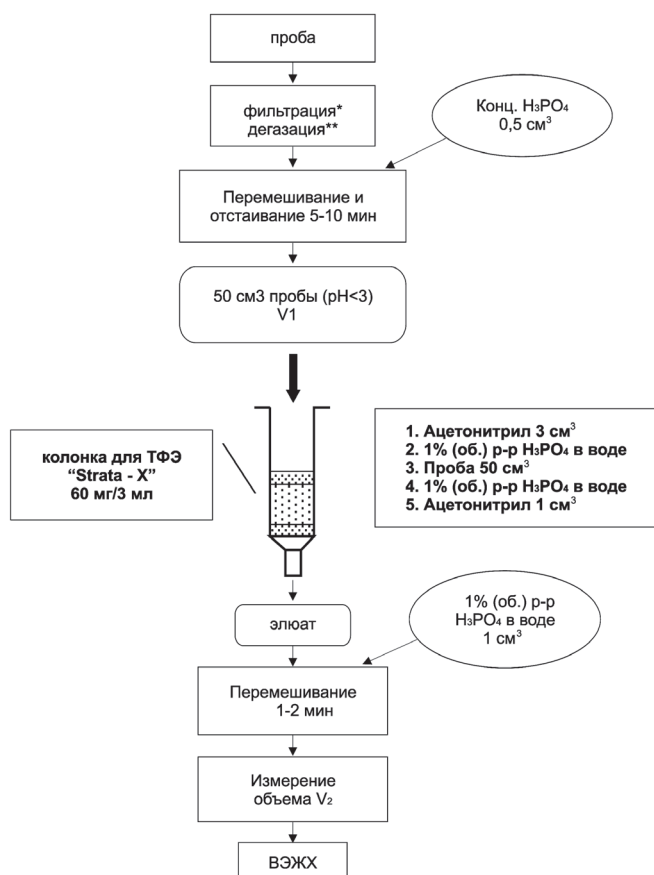 проба
фильтрация*
дегазация**
Конц. H₃PO₄
0,5 см³
Перемешивание и
отстаивание 5-10 мин
50 см3 пробы (pH<3)
V1
колонка для ТФЭ
“Strata - X”
60 мг/3 мл
1. Ацетонитрил 3 см³
2. 1% (об.) р-р H₃PO₄ в воде
3. Проба 50 см³
4. 1% (об.) р-р H₃PO₄ в воде
5. Ацетонитрил 1 см³
элюат
1% (об.) р-р
H₃PO₄ в воде
1 см³
Перемешивание
1-2 мин
Измерение
объема V₂
ВЭЖХ